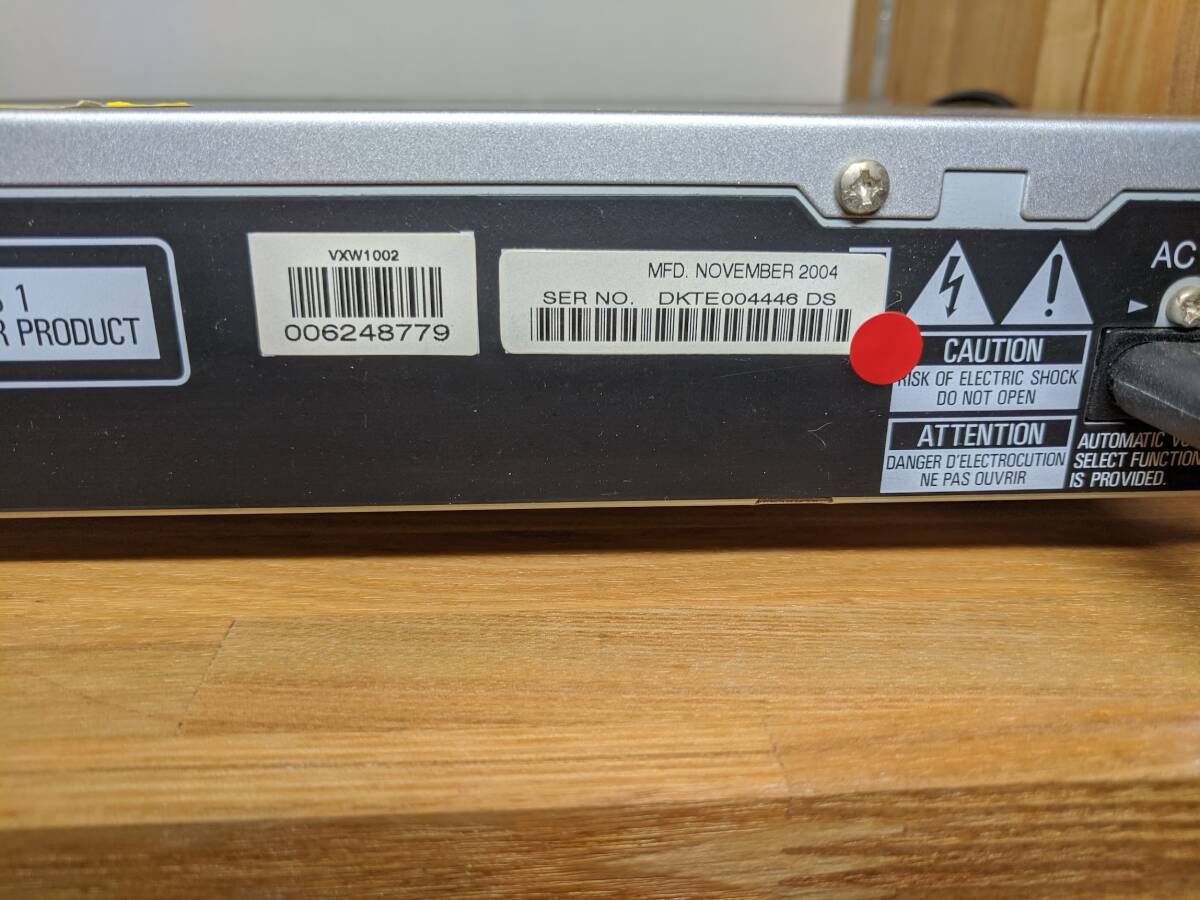 S 1
R PRODUCT
VXW1002
006248779
MFD. NOVEMBER 2004
SER NO. DKTE004446 DS
CAUTION
RISK OF ELECTRIC SHOCK
DO NOT OPEN
ATTENTION
DANGER D'ELECTROCUTION
NE PAS OUVRIR
AC
AUTOMATIC
SELECT FUNCTION
IS PROVIDED.